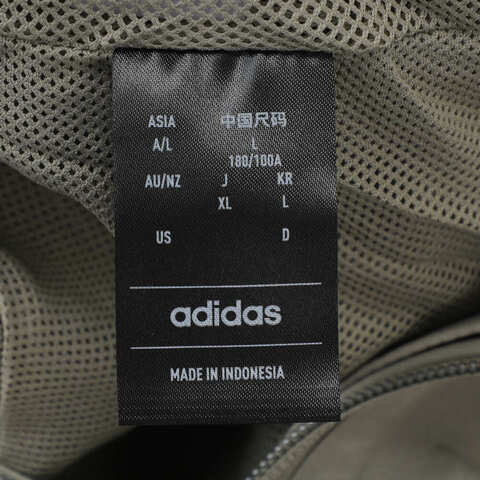 ASIA 中国尺码
A/L L
180/100A
AU/NZ J KR
XL L
US D
adidas
MADE IN INDONESIA